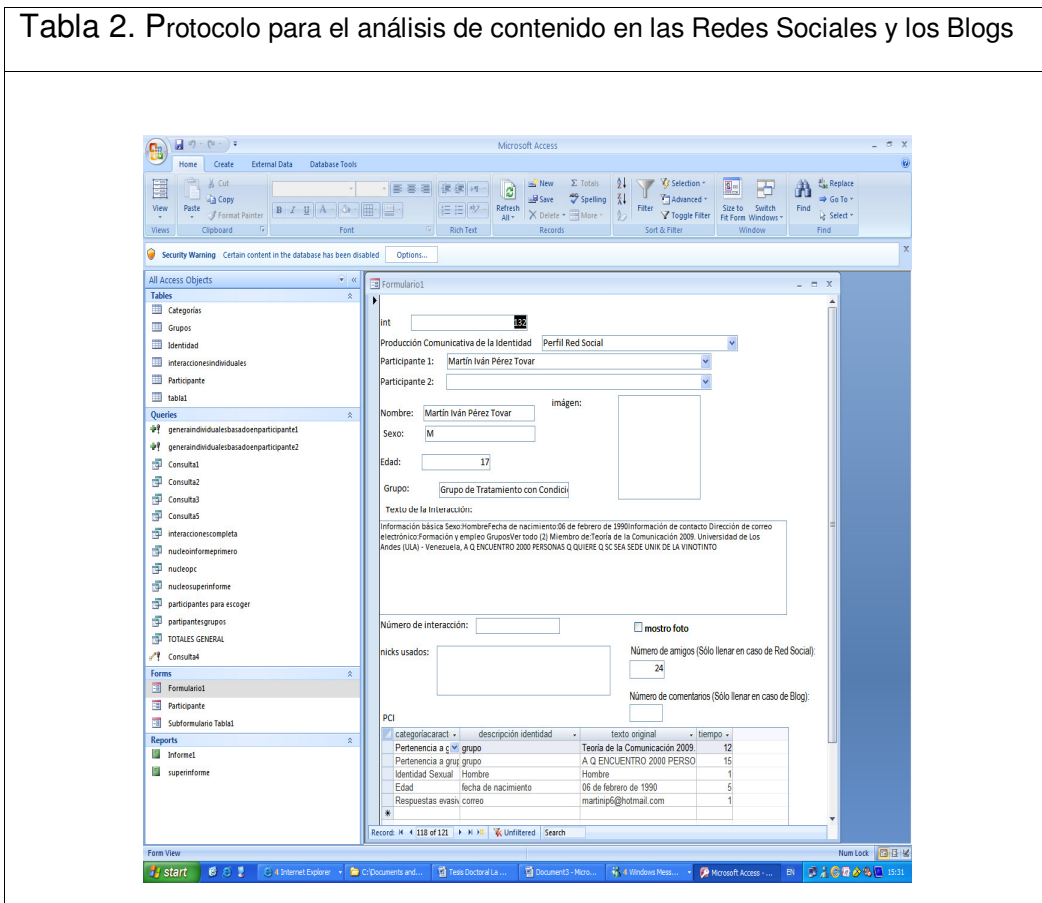 Tabla 2. Protocolo para el análisis de contenido en las Redes Sociales y los Blogs
Microsoft Access
Home Create External Data Database Tools
View Paste Cut Copy Format Painter
Refresh All New Save Delete Totals Spelling More
Filter Selection Advanced Toggle Filter
Size to Fit Form Switch Windows
Find Replace Go To Select
Views Clipboard Font Rich Text Records Sort & Filter Window Find
Security Warning Certain content in the database has been disabled Options...
All Access Objects
Tables
Categorias
Grupos
Identidad
interaccionesindividuales
Participante
tabla1
Queries
generaindividualesbasadoenparticipante1
generaindividualesbasadoenparticipante2
Consulta1
Consulta2
Consulta3
Consulta5
interaccionescompleta
nucleoinformeprimero
nucleopc
nucleosuperinforme
participantes para escoger
partipantesgrupos
TOTALES GENERAL
Consulta4
Forms
Formulario1
Participante
Subformulario Tabla1
Reports
Informe1
superinforme
Formulario1
int 132
Producción Comunicativa de la Identidad Perfil Red Social
Participante 1: Martín Iván Pérez Tovar
Participante 2:
imágen:
Nombre: Martín Iván Pérez Tovar
Sexo: M
Edad: 17
Grupo: Grupo de Tratamiento con Condici
Texto de la Interacción:
Información básica Sexo:HombreFecha de nacimiento:06 de febrero de 1990Información de contacto Dirección de correo
electrónico:Formación y empleo GruposVer todo (2) Miembro de:Teoría de la Comunicación 2009. Universidad de Los
Andes (ULA) - Venezuela, A Q ENCUENTRO 2000 PERSONAS Q QUIERE Q SC SEA SEDE UNIK DE LA VINOTINTO
Número de interacción:
mostro foto
nicks usados:
Número de amigos (Sólo llenar en caso de Red Social):
24
Número de comentarios (Sólo llenar en caso de Blog):
PCI
categoríacaract descripción identidad texto original tiempo
Pertenencia a g grupo Teoría de la Comunicación 2009. 12
Pertenencia a grup grupo A Q ENCUENTRO 2000 PERSO 15
Identidad Sexual Hombre Hombre 1
Edad fecha de nacimiento 06 de febrero de 1990 5
Respuestas evasiv correo martinip6@hotmail.com 1
Record: 118 of 121 Unfiltered Search
Form View Num Lock
start 4 Internet Explorer C:\Documents and... Tesis Doctoral La ... Document3 - Micro... 4 Windows Mess... Microsoft Access - ... EN 15:31